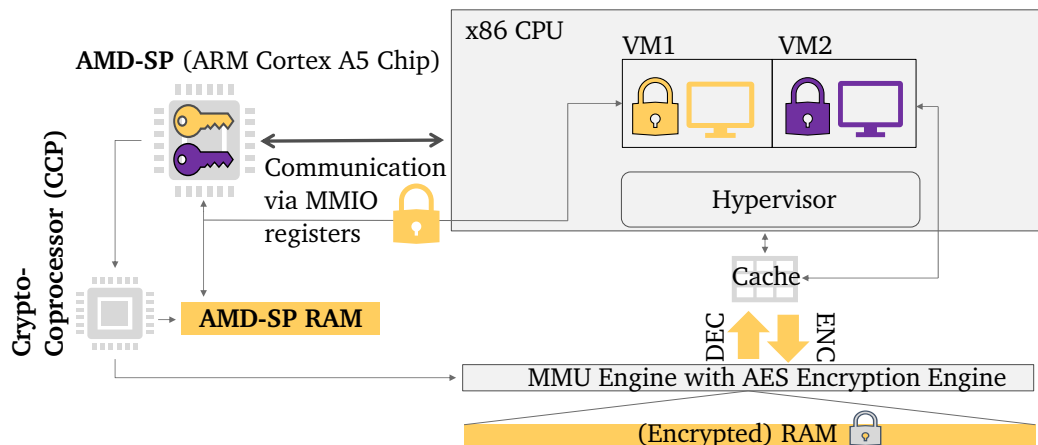 x86 CPU
AMD-SP (ARM Cortex A5 Chip)
VM1
VM2
Communication
via MMIO
registers
Hypervisor
Crypto-
Coprocessor (CCP)
Cache
AMD-SP RAM
DEC
ENC
MMU Engine with AES Encryption Engine
(Encrypted) RAM